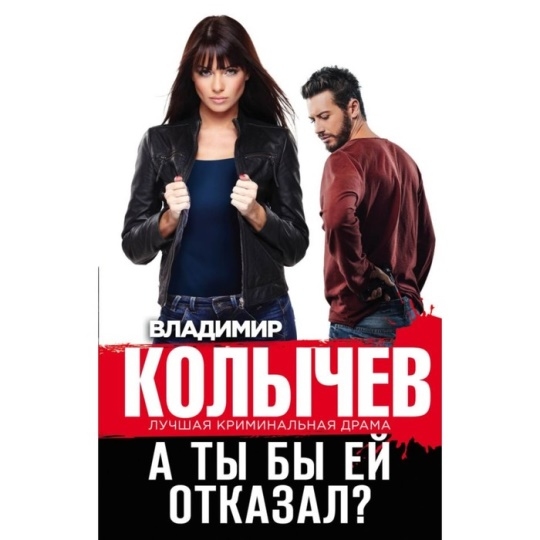 ВЛАДИМИР
КОЛЫЧЕВ
ЛУЧШАЯ КРИМИНАЛЬНАЯ ДРАМА
А ТЫ БЫ ЕЙ
ОТКАЗАЛ?